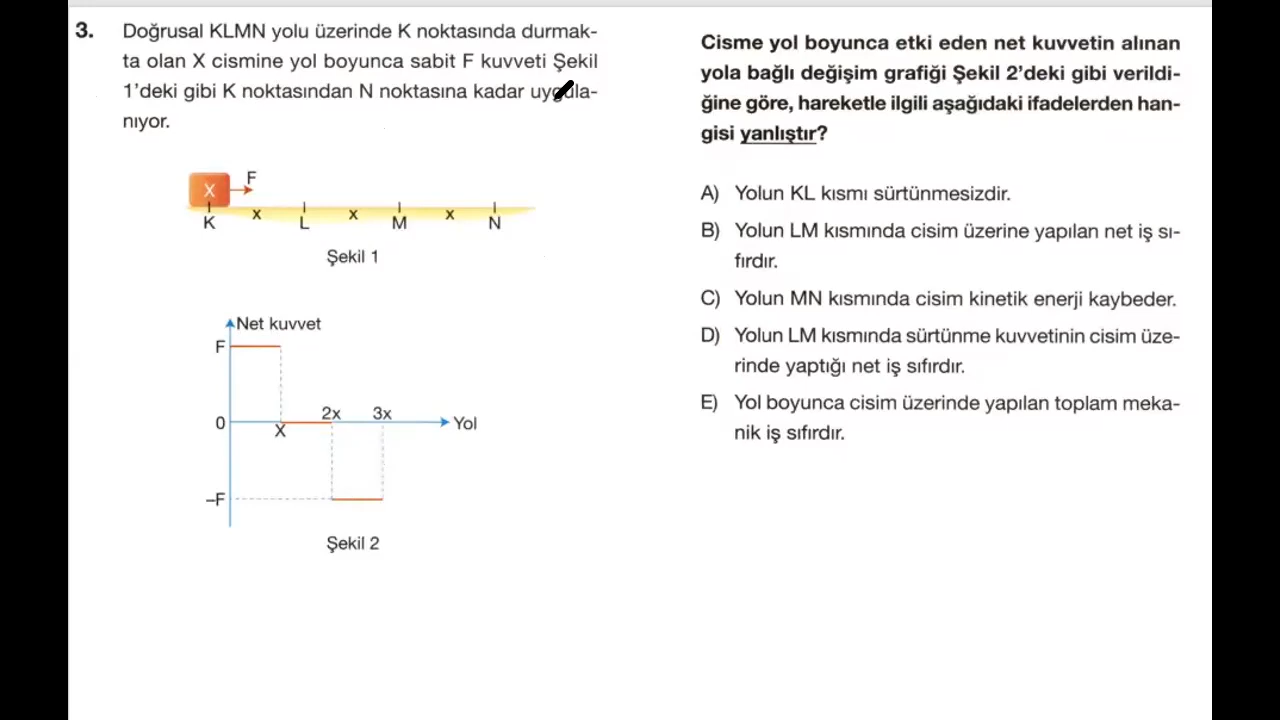 3. Doğrusal KLMN yolu üzerinde K noktasında durmak-
ta olan X cismine yol boyunca sabit F kuvveti Şekil
1'deki gibi K noktasından N noktasına kadar uygula-
nıyor.
X
F
K x L x M x N
Şekil 1
Net kuvvet
F
0
X
2x 3x
Yol
–F
Şekil 2
Cisme yol boyunca etki eden net kuvvetin alınan
yola bağlı değişim grafiği Şekil 2'deki gibi verildi-
ğine göre, hareketle ilgili aşağıdaki ifadelerden han-
gisi yanlıştır?
A) Yolun KL kısmı sürtünmesizdir.
B) Yolun LM kısmında cisim üzerine yapılan net iş sı-
fırdır.
C) Yolun MN kısmında cisim kinetik enerji kaybeder.
D) Yolun LM kısmında sürtünme kuvvetinin cisim üze-
rinde yaptığı net iş sıfırdır.
E) Yol boyunca cisim üzerinde yapılan toplam meka-
nik iş sıfırdır.